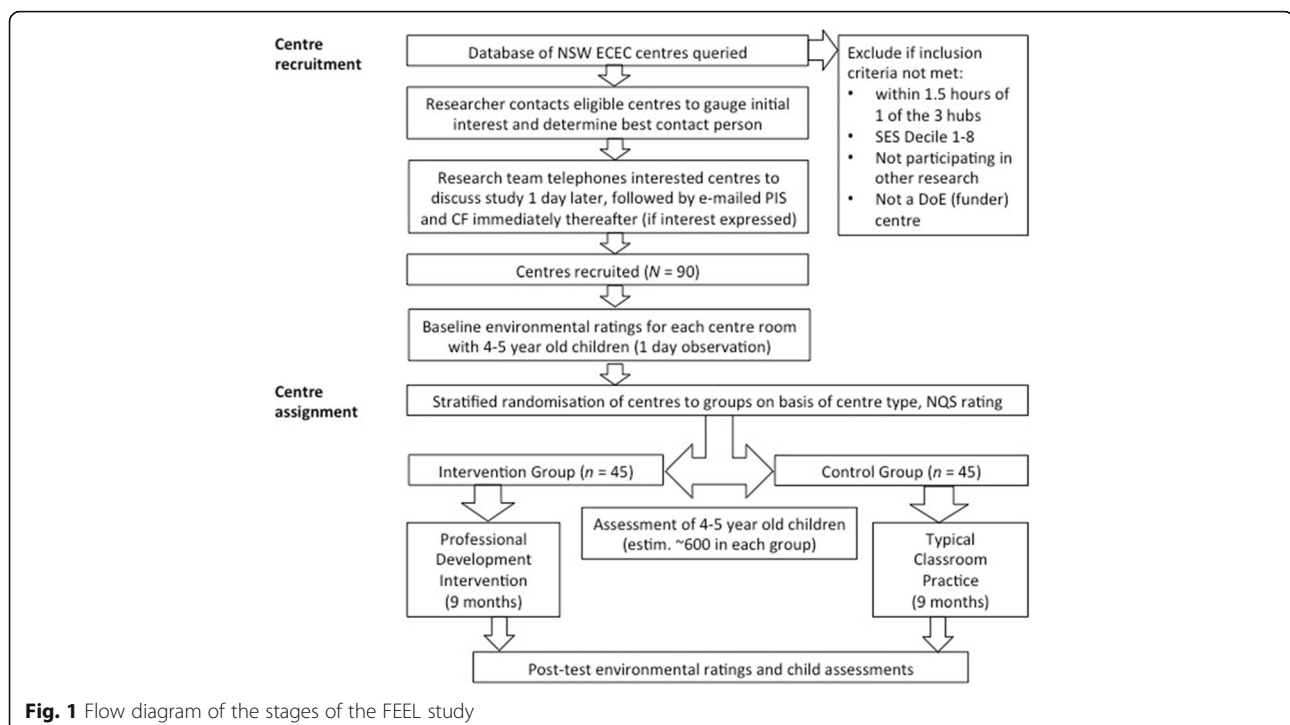 Centre
recruitment
Database of NSW ECEC centres queried
Exclude if inclusion
criteria not met:
• within 1.5 hours of
1 of the 3 hubs
• SES Decile 1-8
• Not participating in
other research
• Not a DoE (funder)
centre
Researcher contacts eligible centres to gauge initial
interest and determine best contact person
Research team telephones interested centres to
discuss study 1 day later, followed by e-mailed PIS
and CF immediately thereafter (if interest expressed)
Centres recruited (N = 90)
Baseline environmental ratings for each centre room
with 4-5 year old children (1 day observation)
Centre
assignment
Stratified randomisation of centres to groups on basis of centre type, NQS rating
Intervention Group (n = 45)
Control Group (n = 45)
Assessment of 4-5 year old children
(estim. ~600 in each group)
Professional
Development
Intervention
(9 months)
Typical
Classroom
Practice
(9 months)
Post-test environmental ratings and child assessments
Fig. 1 Flow diagram of the stages of the FEEL study